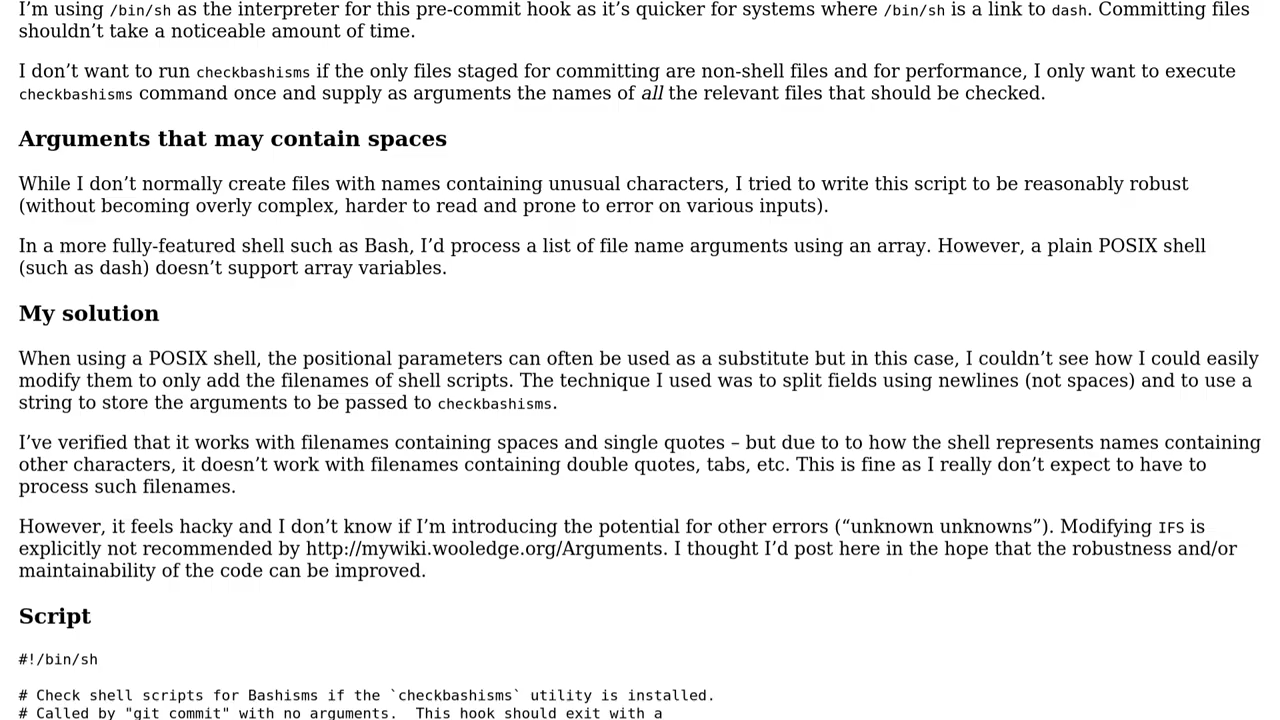 I’m using /bin/sh as the interpreter for this pre-commit hook as it’s quicker for systems where /bin/sh is a link to dash. Committing files
shouldn’t take a noticeable amount of time.
I don’t want to run checkbashisms if the only files staged for committing are non-shell files and for performance, I only want to execute
checkbashisms command once and supply as arguments the names of all the relevant files that should be checked.
Arguments that may contain spaces
While I don’t normally create files with names containing unusual characters, I tried to write this script to be reasonably robust
(without becoming overly complex, harder to read and prone to error on various inputs).
In a more fully-featured shell such as Bash, I’d process a list of file name arguments using an array. However, a plain POSIX shell
(such as dash) doesn’t support array variables.
My solution
When using a POSIX shell, the positional parameters can often be used as a substitute but in this case, I couldn’t see how I could easily
modify them to only add the filenames of shell scripts. The technique I used was to split fields using newlines (not spaces) and to use a
string to store the arguments to be passed to checkbashisms.
I’ve verified that it works with filenames containing spaces and single quotes – but due to to how the shell represents names containing
other characters, it doesn’t work with filenames containing double quotes, tabs, etc. This is fine as I really don’t expect to have to
process such filenames.
However, it feels hacky and I don’t know if I’m introducing the potential for other errors (“unknown unknowns”). Modifying IFS is
explicitly not recommended by http://mywiki.wooledge.org/Arguments. I thought I’d post here in the hope that the robustness and/or
maintainability of the code can be improved.
Script
#!/bin/sh
# Check shell scripts for Bashisms if the `checkbashisms` utility is installed.
# Called by "git commit" with no arguments.  This hook should exit with a